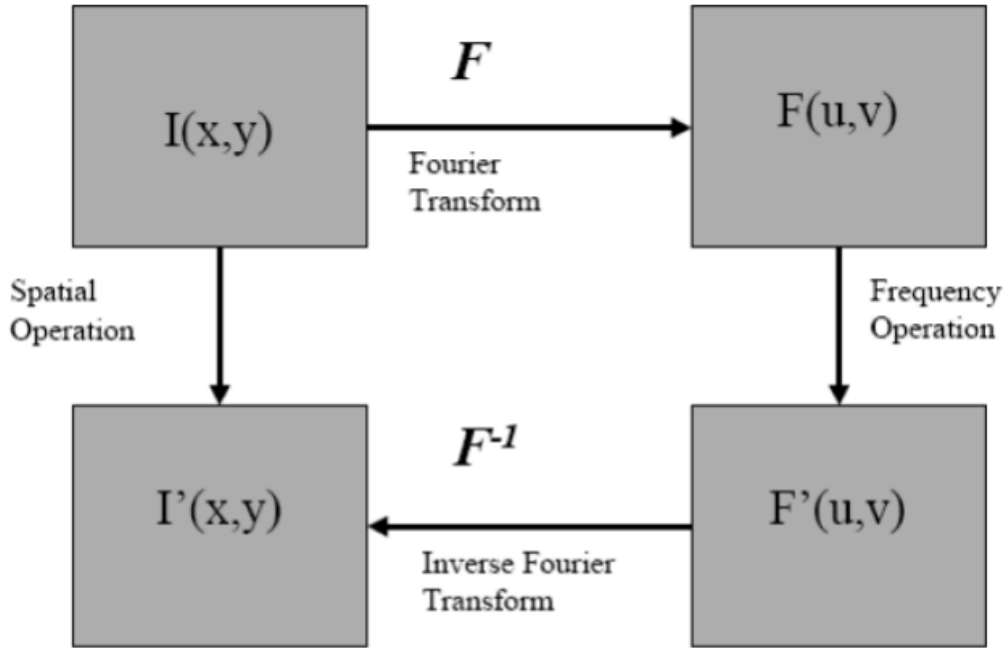 F
I(x,y)
F(u,v)
Fourier
Transform
Spatial
Operation
Frequency
Operation
F-1
I’(x,y)
F’(u,v)
Inverse Fourier
Transform